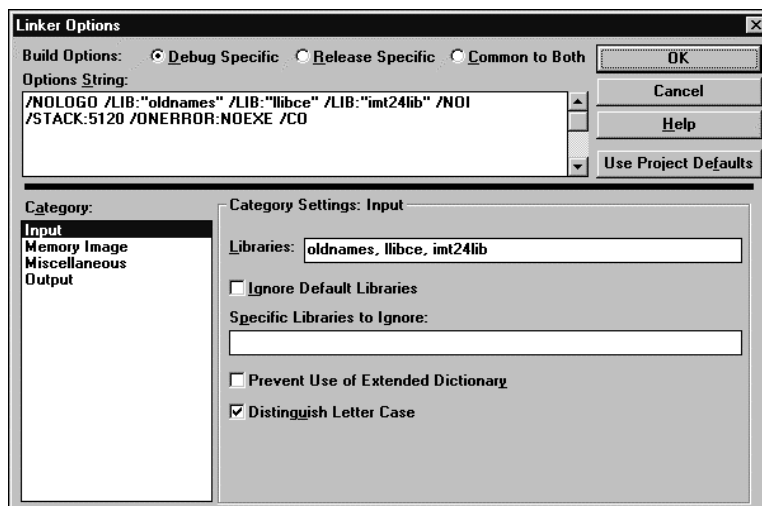 Linker Options
Build Options: Debug Specific Release Specific Common to Both
OK
Options String:
Cancel
/NOLOGO /LIB:"oldnames" /LIB:"llibce" /LIB:"imt24lib" /NOI
/STACK:5120 /ONERROR:NOEXE /CO
Help
Use Project Defaults
Category:
Input
Memory Image
Miscellaneous
Output
Category Settings: Input
Libraries: oldnames, llibce, imt24lib
Ignore Default Libraries
Specific Libraries to Ignore:
Prevent Use of Extended Dictionary
Distinguish Letter Case